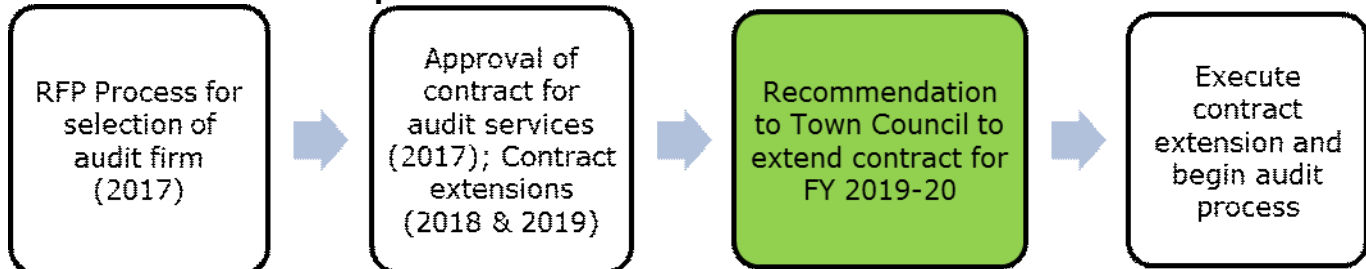 RFP Process for
selection of
audit firm
(2017)
Approval of
contract for
audit services
(2017); Contract
extensions
(2018 & 2019)
Recommendation
to Town Council to
extend contract for
FY 2019-20
Execute
contract
extension and
begin audit
process